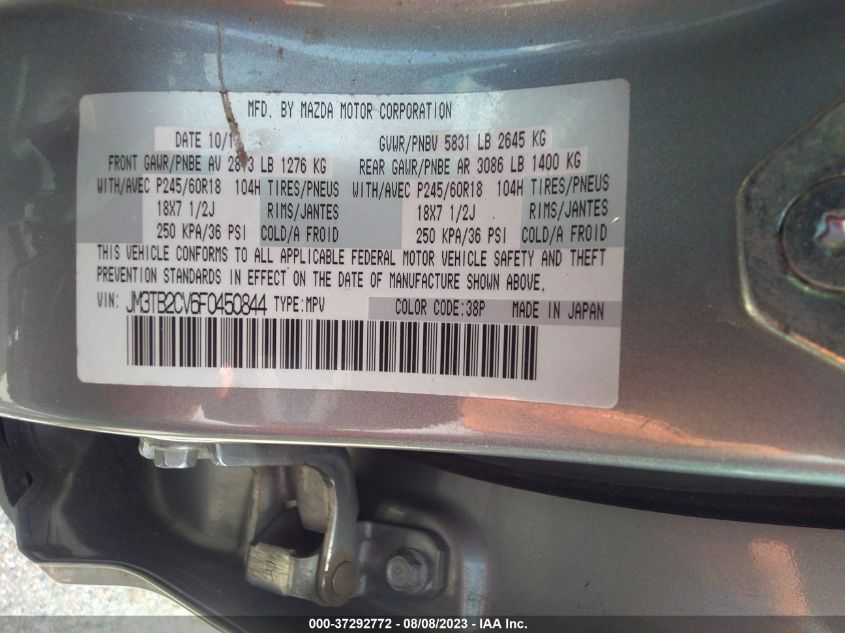 MFD. BY MAZDA MOTOR CORPORATION
DATE 10/1 GVWR/PNBV 5831 LB 2645 KG
FRONT GAWR/PNBE AV 2813 LB 1276 KG REAR GAWR/PNBE AR 3086 LB 1400 KG
WITH/AVEC P245/60R18 104H TIRES/PNEUS WITH/AVEC P245/60R18 104H TIRES/PNEUS
18X7 1/2J RIMS/JANTES 18X7 1/2J RIMS/JANTES
250 KPA/36 PSI COLD/A FROID 250 KPA/36 PSI COLD/A FROID
THIS VEHICLE CONFORMS TO ALL APPLICABLE FEDERAL MOTOR VEHICLE SAFETY AND THEFT
PREVENTION STANDARDS IN EFFECT ON THE DATE OF MANUFACTURE SHOWN ABOVE.
VIN: JM3TB2CV6F0450844 TYPE:MPV COLOR CODE:38P MADE IN JAPAN
000-37292772 - 08/08/2023 - IAA Inc.